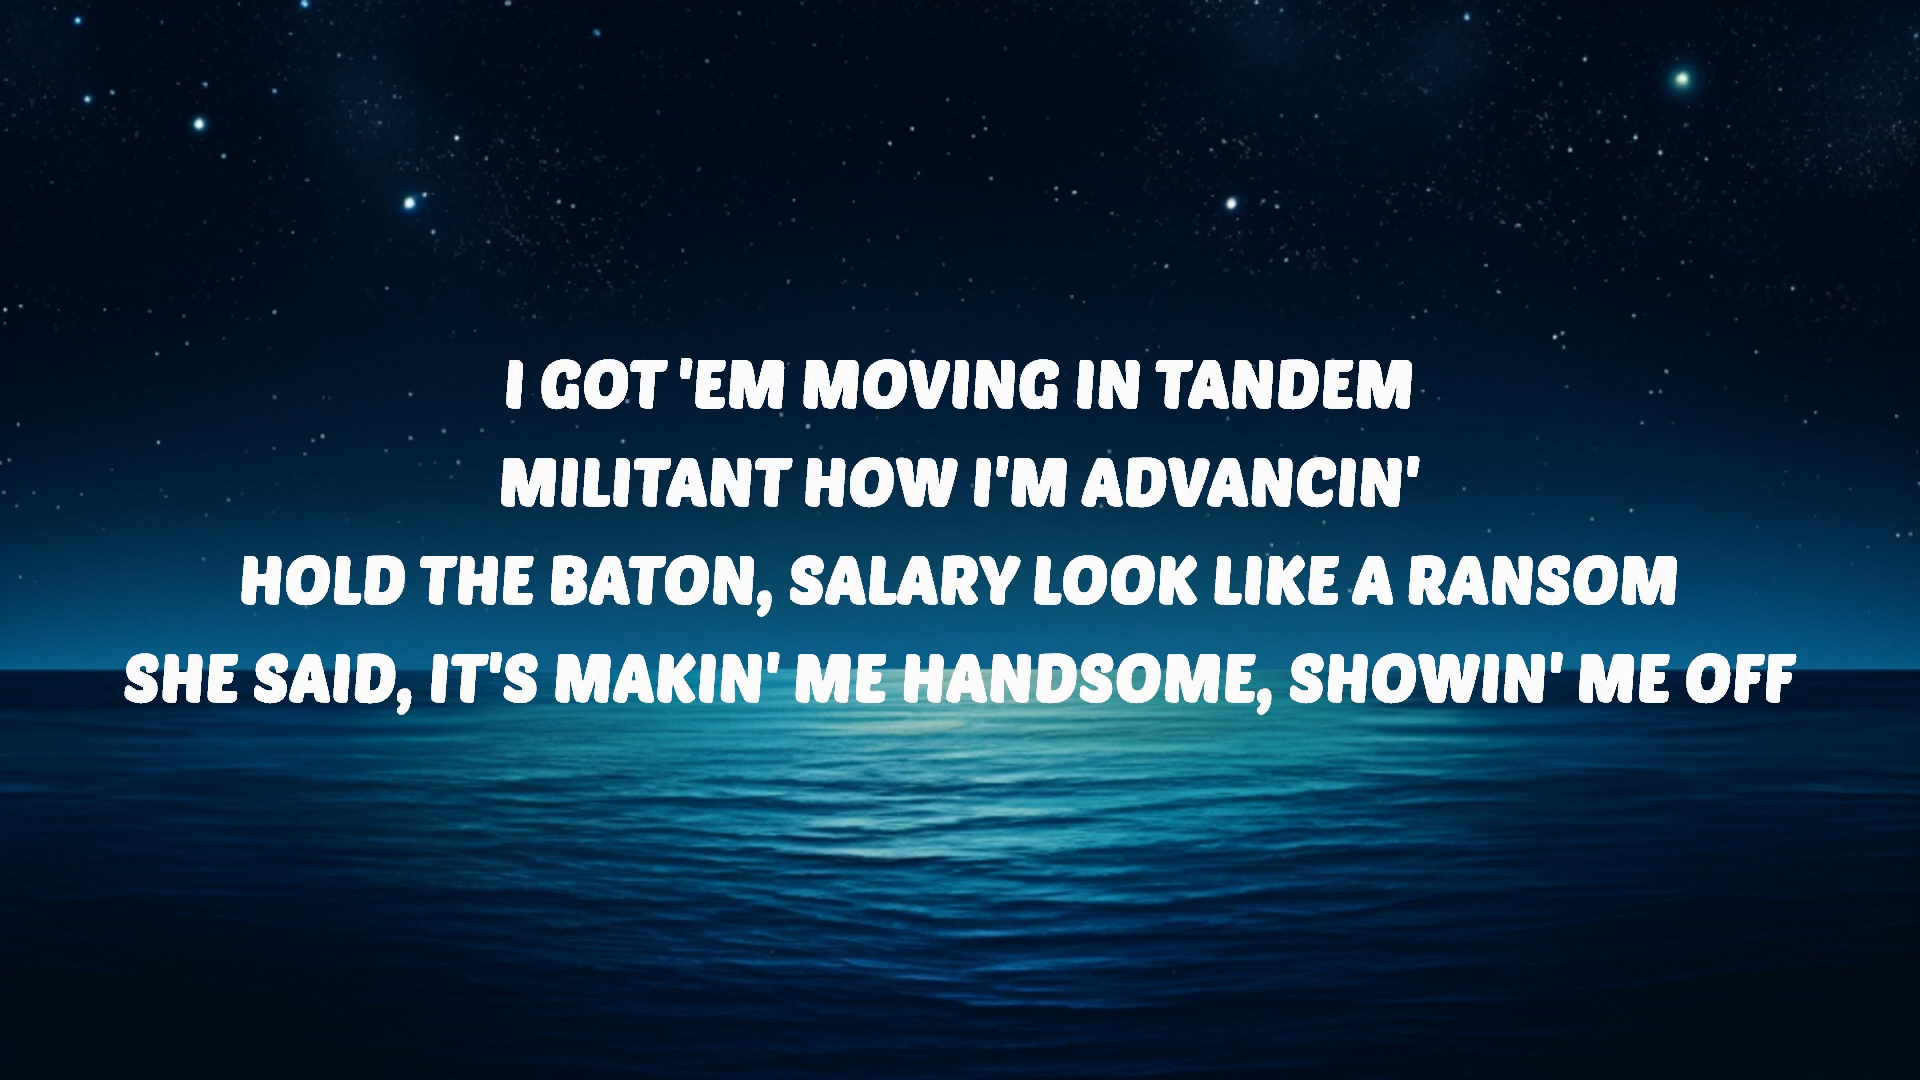 I GOT 'EM MOVING IN TANDEM
MILITANT HOW I'M ADVANCIN'
HOLD THE BATON, SALARY LOOK LIKE A RANSOM
SHE SAID, IT'S MAKIN' ME HANDSOME, SHOWIN' ME OFF